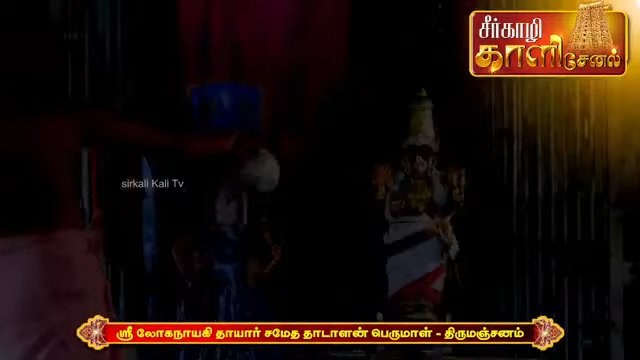 சீர்காழி
காளி சேனல்
sirkali Kali Tv
ஸ்ரீ லோகநாயகி தாயார் சமேத தாடாளன் பெருமாள் - திருமஞ்சனம்